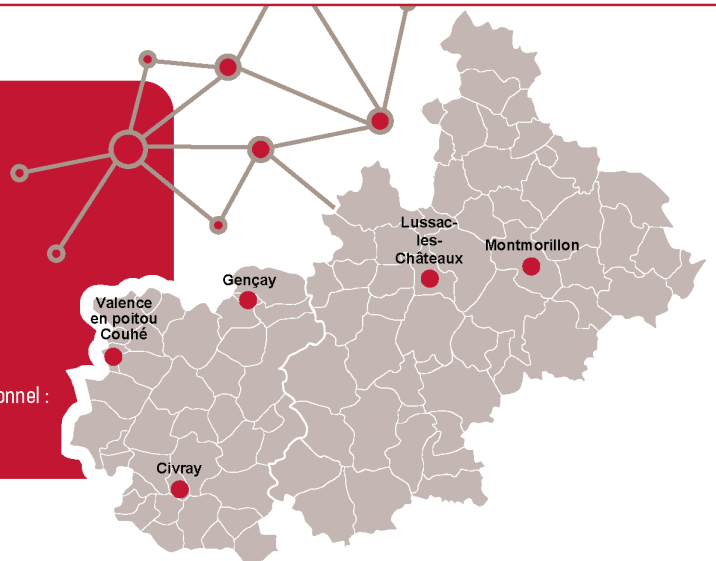 Lussac-
les-
Châteaux
Montmorillon
Gençay
Valence
en poitou
Couhé
onnel :
Civray